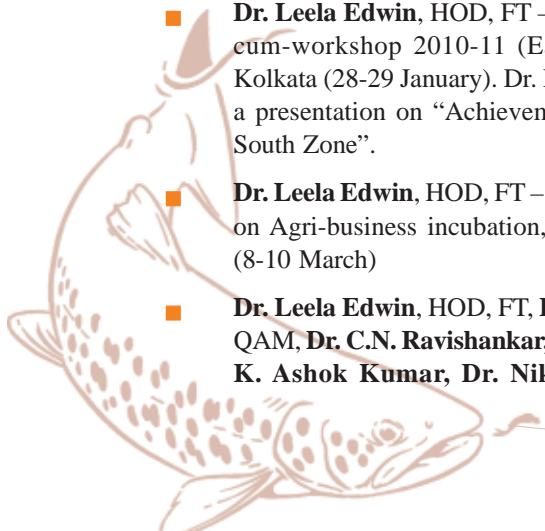 Dr. Leela Edwin, HOD, FT –
cum-workshop 2010-11 (E
Kolkata (28-29 January). Dr.
a presentation on “Achieve
South Zone”.
Dr. Leela Edwin, HOD, FT –
on Agri-business incubation,
(8-10 March)
Dr. Leela Edwin, HOD, FT,
QAM, Dr. C.N. Ravishankar,
K. Ashok Kumar, Dr. Nik